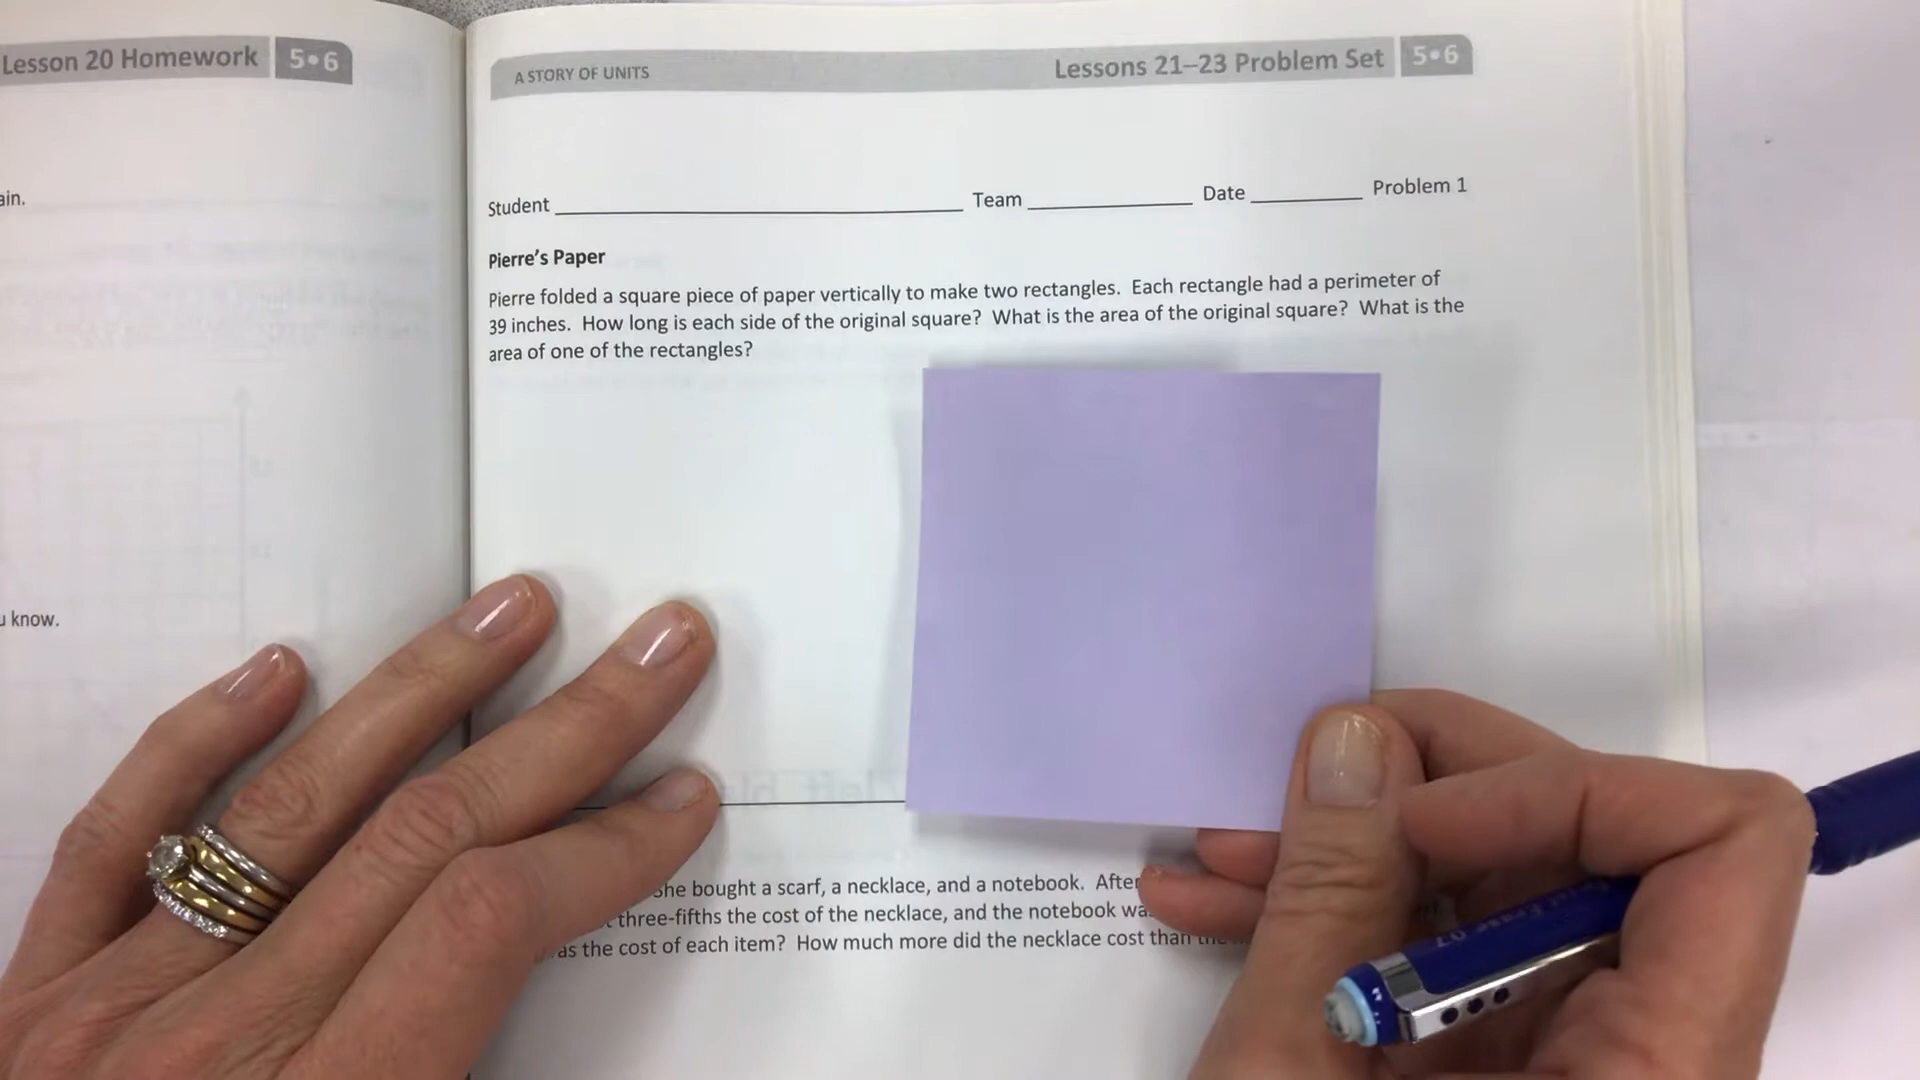 Lesson 20 Homework 5•6
ain.
u know.
A STORY OF UNITS Lessons 21–23 Problem Set 5•6
Student Team Date Problem 1
Pierre's Paper
Pierre folded a square piece of paper vertically to make two rectangles. Each rectangle had a perimeter of
39 inches. How long is each side of the original square? What is the area of the original square? What is the
area of one of the rectangles?
she bought a scarf, a necklace, and a notebook. After
three-fifths the cost of the necklace, and the notebook wa
as the cost of each item? How much more did the necklace cost than